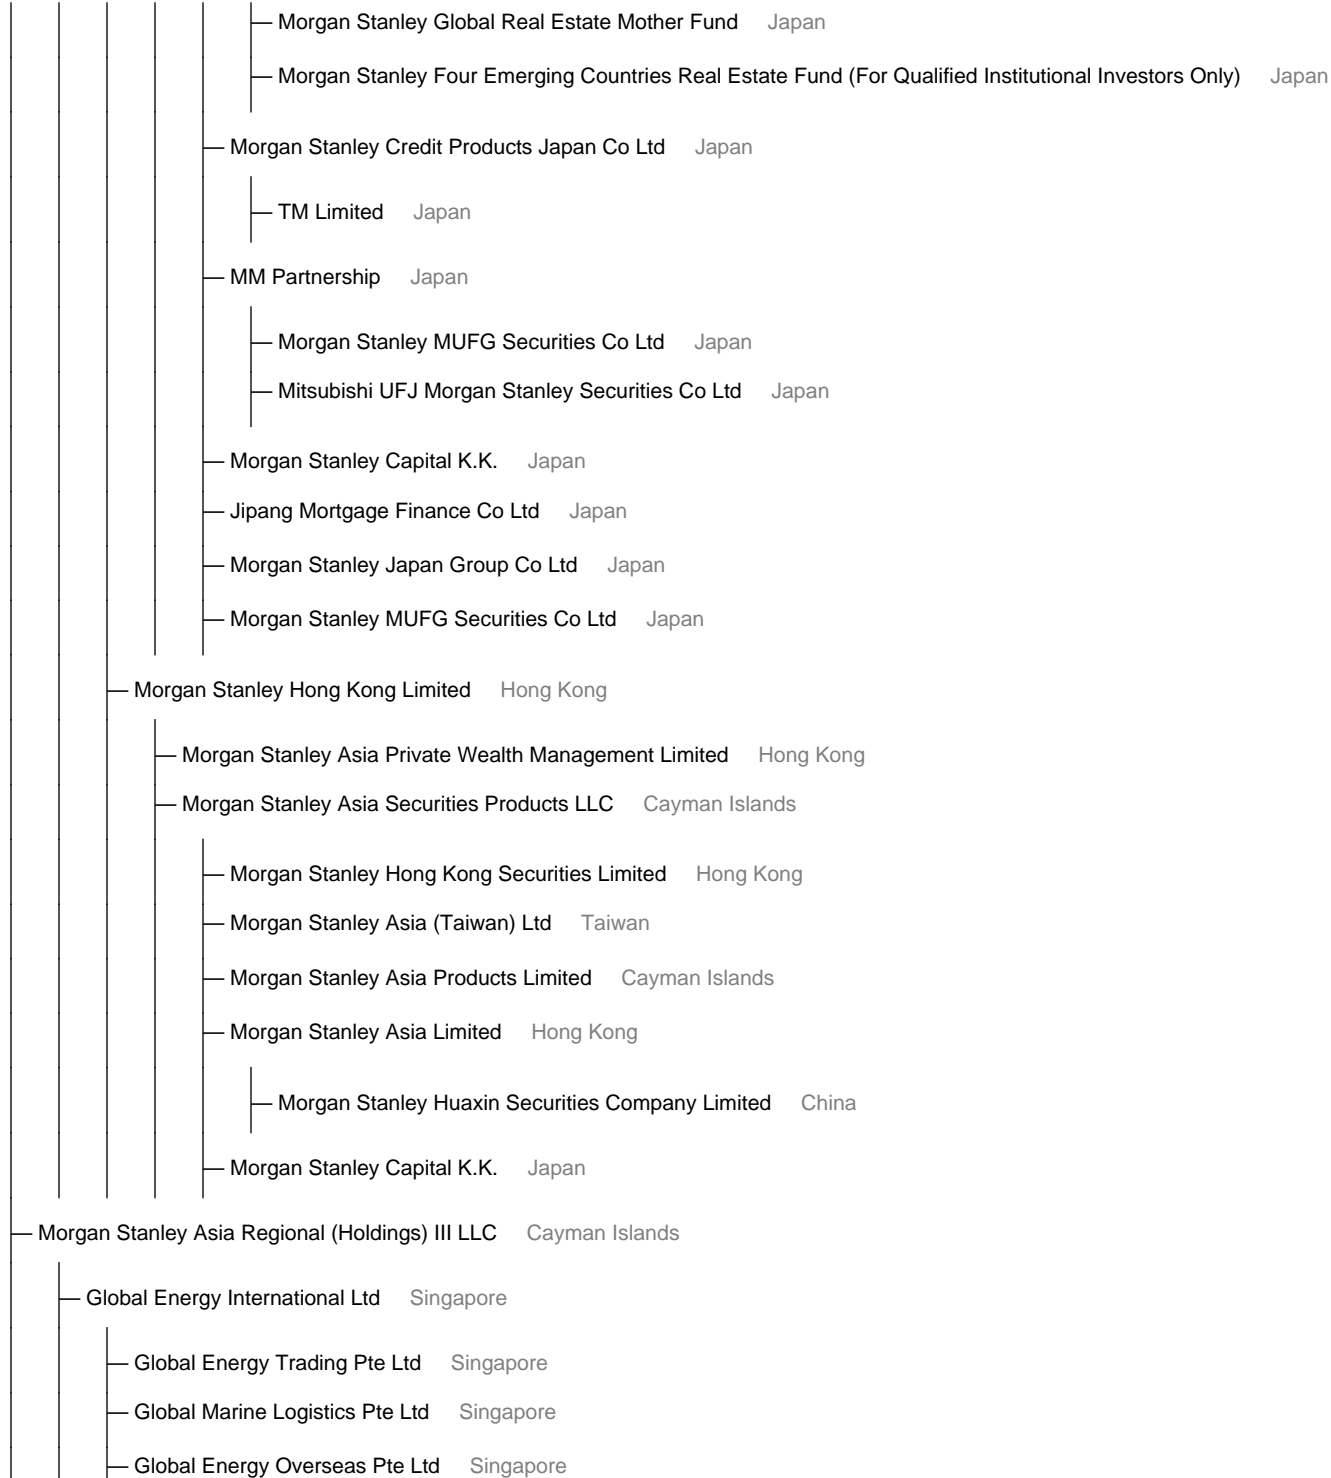 Morgan Stanley Global Real Estate Mother Fund Japan
Morgan Stanley Four Emerging Countries Real Estate Fund (For Qualified Institutional Investors Only) Japan
Morgan Stanley Credit Products Japan Co Ltd Japan
TM Limited Japan
MM Partnership Japan
Morgan Stanley MUFG Securities Co Ltd Japan
Mitsubishi UFJ Morgan Stanley Securities Co Ltd Japan
Morgan Stanley Capital K.K. Japan
Jipang Mortgage Finance Co Ltd Japan
Morgan Stanley Japan Group Co Ltd Japan
Morgan Stanley MUFG Securities Co Ltd Japan
Morgan Stanley Hong Kong Limited Hong Kong
Morgan Stanley Asia Private Wealth Management Limited Hong Kong
Morgan Stanley Asia Securities Products LLC Cayman Islands
Morgan Stanley Hong Kong Securities Limited Hong Kong
Morgan Stanley Asia (Taiwan) Ltd Taiwan
Morgan Stanley Asia Products Limited Cayman Islands
Morgan Stanley Asia Limited Hong Kong
Morgan Stanley Huaxin Securities Company Limited China
Morgan Stanley Capital K.K. Japan
Morgan Stanley Asia Regional (Holdings) III LLC Cayman Islands
Global Energy International Ltd Singapore
Global Energy Trading Pte Ltd Singapore
Global Marine Logistics Pte Ltd Singapore
Global Energy Overseas Pte Ltd Singapore